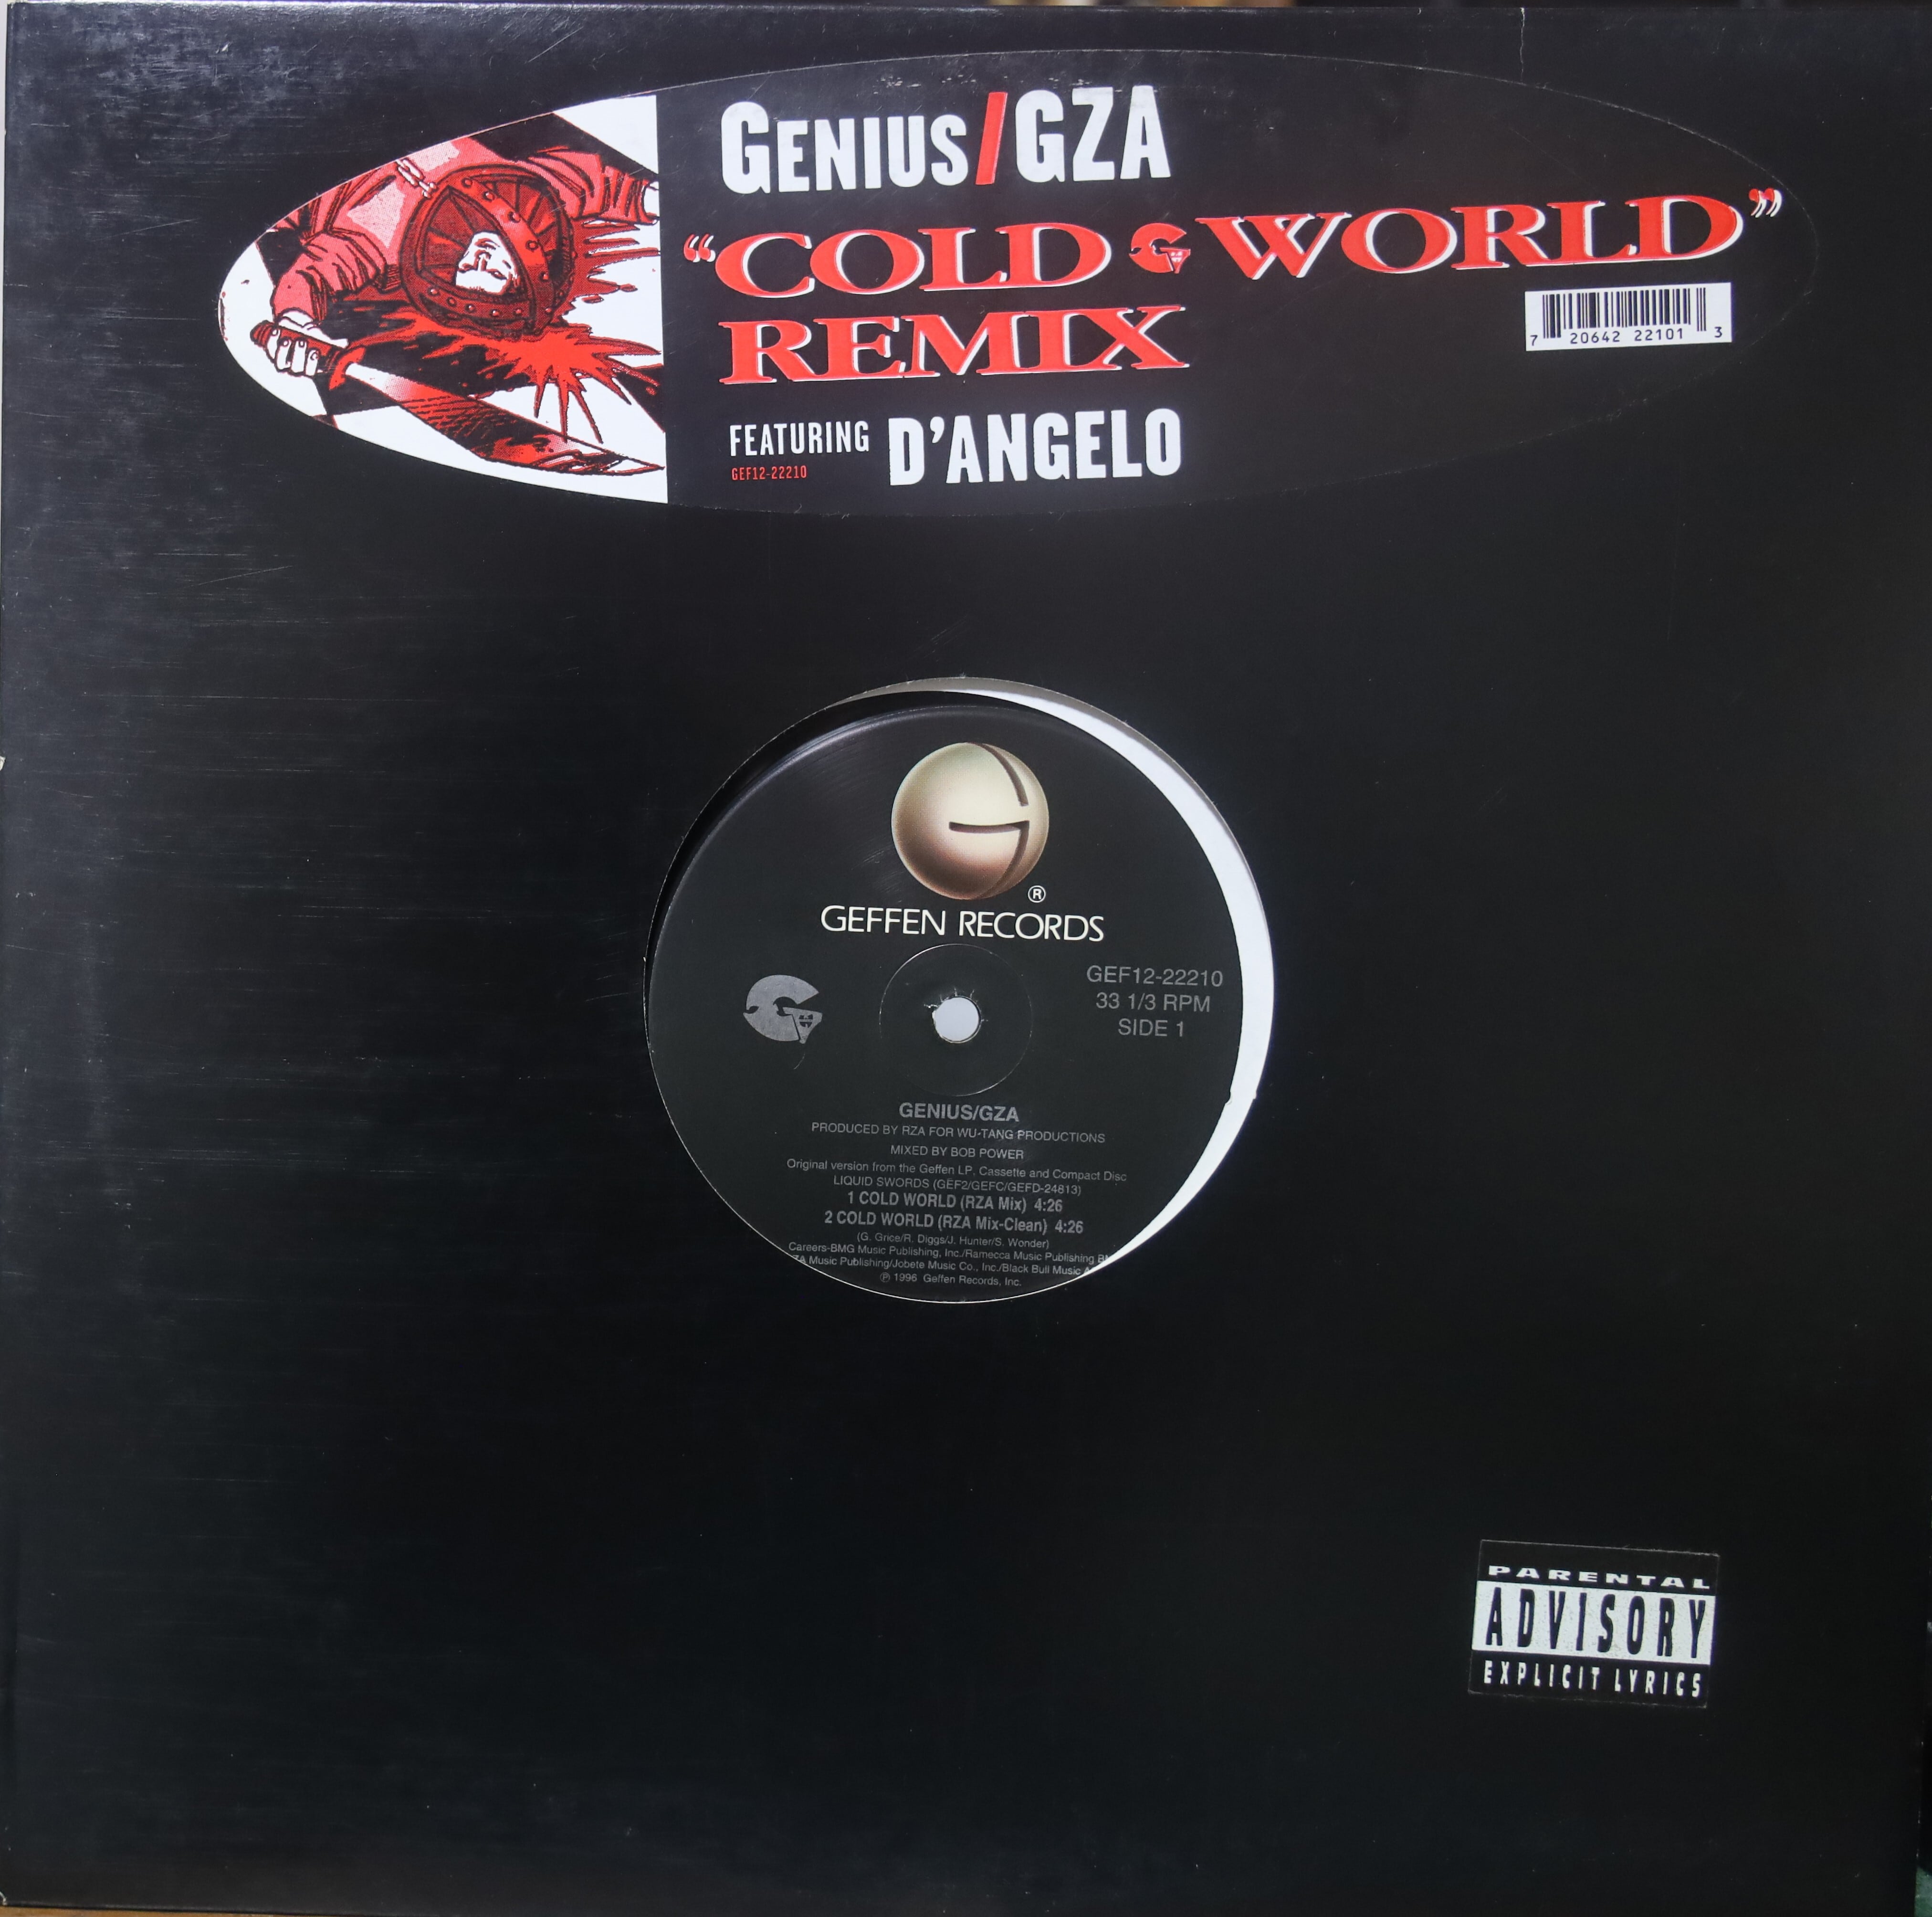 GENIUS/GZA
“COLD WORLD”
REMIX
7 20642 22101 3
FEATURING D’ANGELO
GEF12-22210
®
GEFFEN RECORDS
GEF12-22210
33 1/3 RPM
SIDE 1
GENIUS/GZA
PRODUCED BY RZA FOR WU-TANG PRODUCTIONS
MIXED BY BOB POWER
Original version from the Geffen LP, Cassette and Compact Disc
LIQUID SWORDS (GEF2/GEFC/GEFD-24813)
1 COLD WORLD (RZA Mix) 4:26
2 COLD WORLD (RZA Mix-Clean) 4:26
(G. Grice/R. Diggs/J. Hunter/S. Wonder)
Careers-BMG Music Publishing, Inc./Ramecca Music Publishing
Music Publishing/Jobete Music Co., Inc./Black Bull Music
℗ 1996 Geffen Records, Inc.
PARENTAL
ADVISORY
EXPLICIT LYRICS